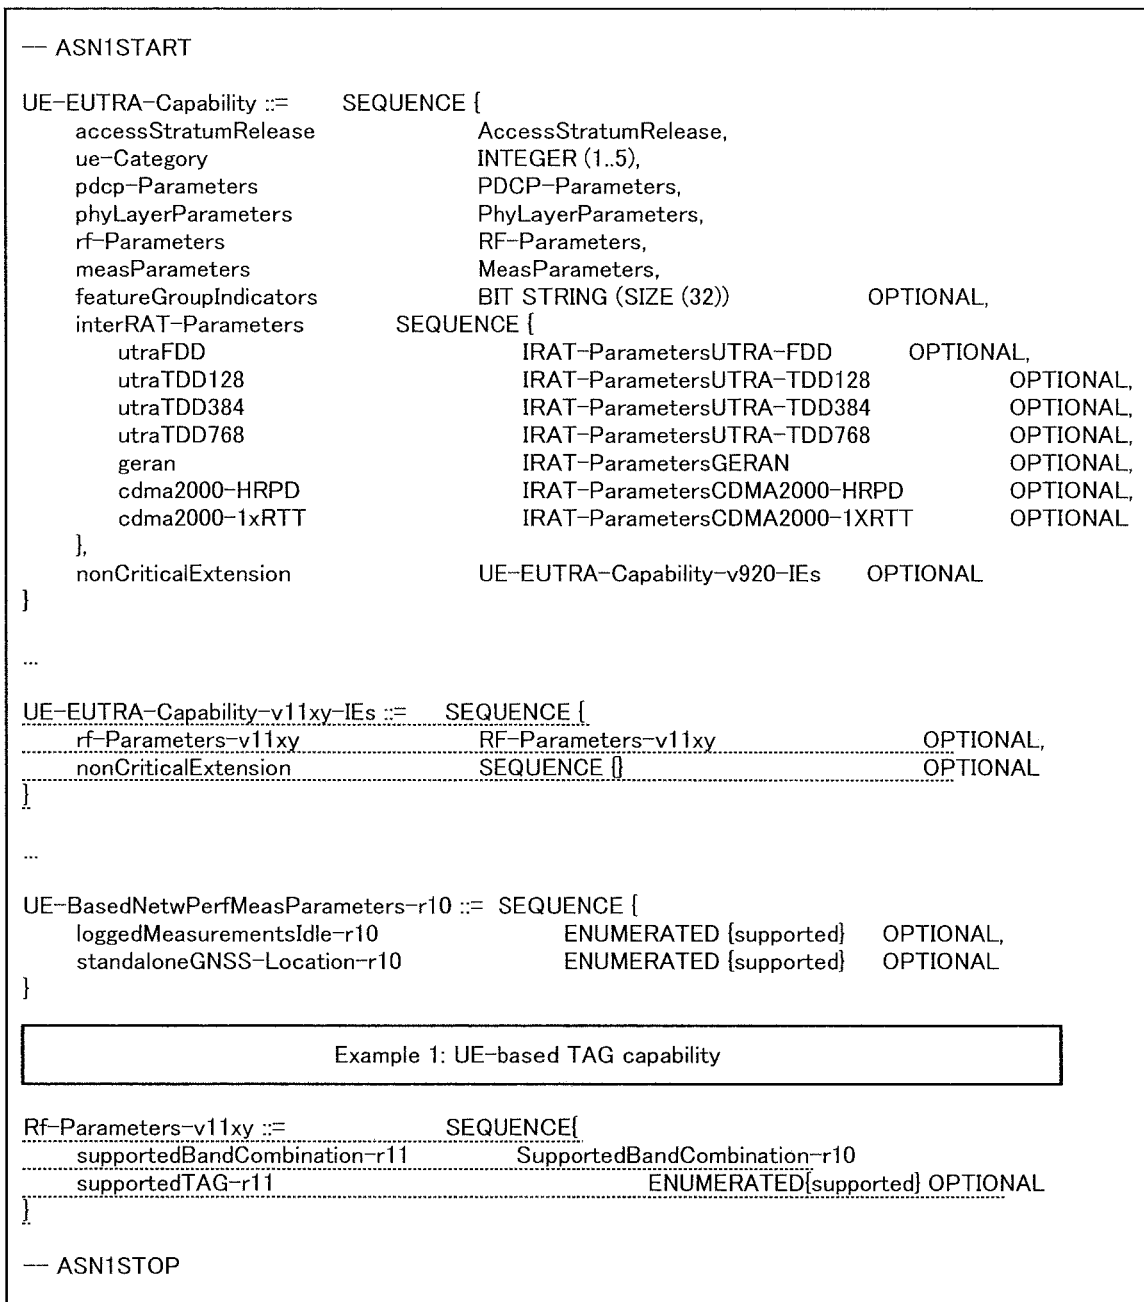 -- ASN1START
UE-EUTRA-Capability ::= SEQUENCE {
accessStratumRelease AccessStratumRelease,
ue-Category INTEGER (1..5),
pdcp-Parameters PDCP-Parameters,
phyLayerParameters PhyLayerParameters,
rf-Parameters RF-Parameters,
measParameters MeasParameters,
featureGroupIndicators BIT STRING (SIZE (32)) OPTIONAL,
interRAT-Parameters SEQUENCE {
utraFDD IRAT-ParametersUTRA-FDD OPTIONAL,
utraTDD128 IRAT-ParametersUTRA-TDD128 OPTIONAL,
utraTDD384 IRAT-ParametersUTRA-TDD384 OPTIONAL,
utraTDD768 IRAT-ParametersUTRA-TDD768 OPTIONAL,
geran IRAT-ParametersGERAN OPTIONAL,
cdma2000-HRPD IRAT-ParametersCDMA2000-HRPD OPTIONAL,
cdma2000-1xRTT IRAT-ParametersCDMA2000-1XRTT OPTIONAL
},
nonCriticalExtension UE-EUTRA-Capability-v920-IEs OPTIONAL
}
...
UE-EUTRA-Capability-v11xy-IEs ::= SEQUENCE {
rf-Parameters-v11xy RF-Parameters-v11xy OPTIONAL,
nonCriticalExtension SEQUENCE {} OPTIONAL
}
...
UE-BasedNetwPerfMeasParameters-r10 ::= SEQUENCE {
loggedMeasurementsIdle-r10 ENUMERATED {supported} OPTIONAL,
standaloneGNSS-Location-r10 ENUMERATED {supported} OPTIONAL
}
Example 1: UE-based TAG capability
Rf-Parameters-v11xy ::= SEQUENCE{
supportedBandCombination-r11 SupportedBandCombination-r10
supportedTAG-r11 ENUMERATED{supported} OPTIONAL
}
-- ASN1STOP